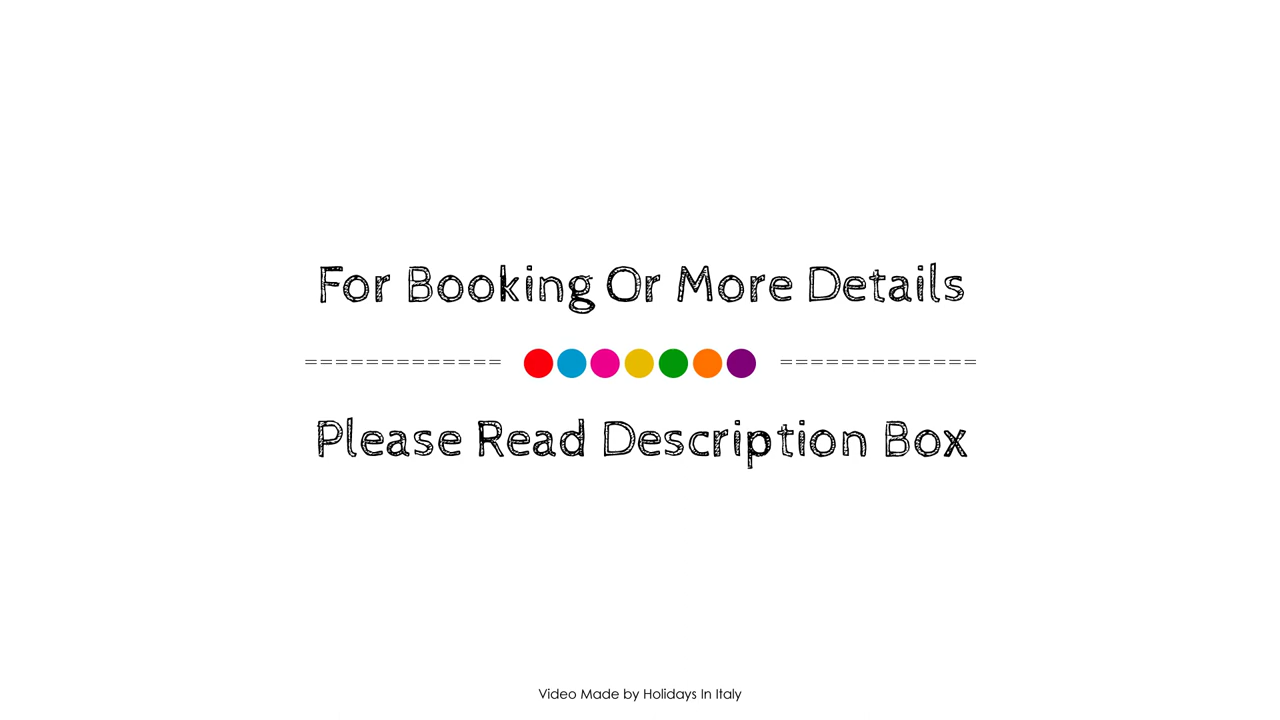 For Booking Or More Details
============= =============
Please Read Description Box
Video Made by Holidays In Italy